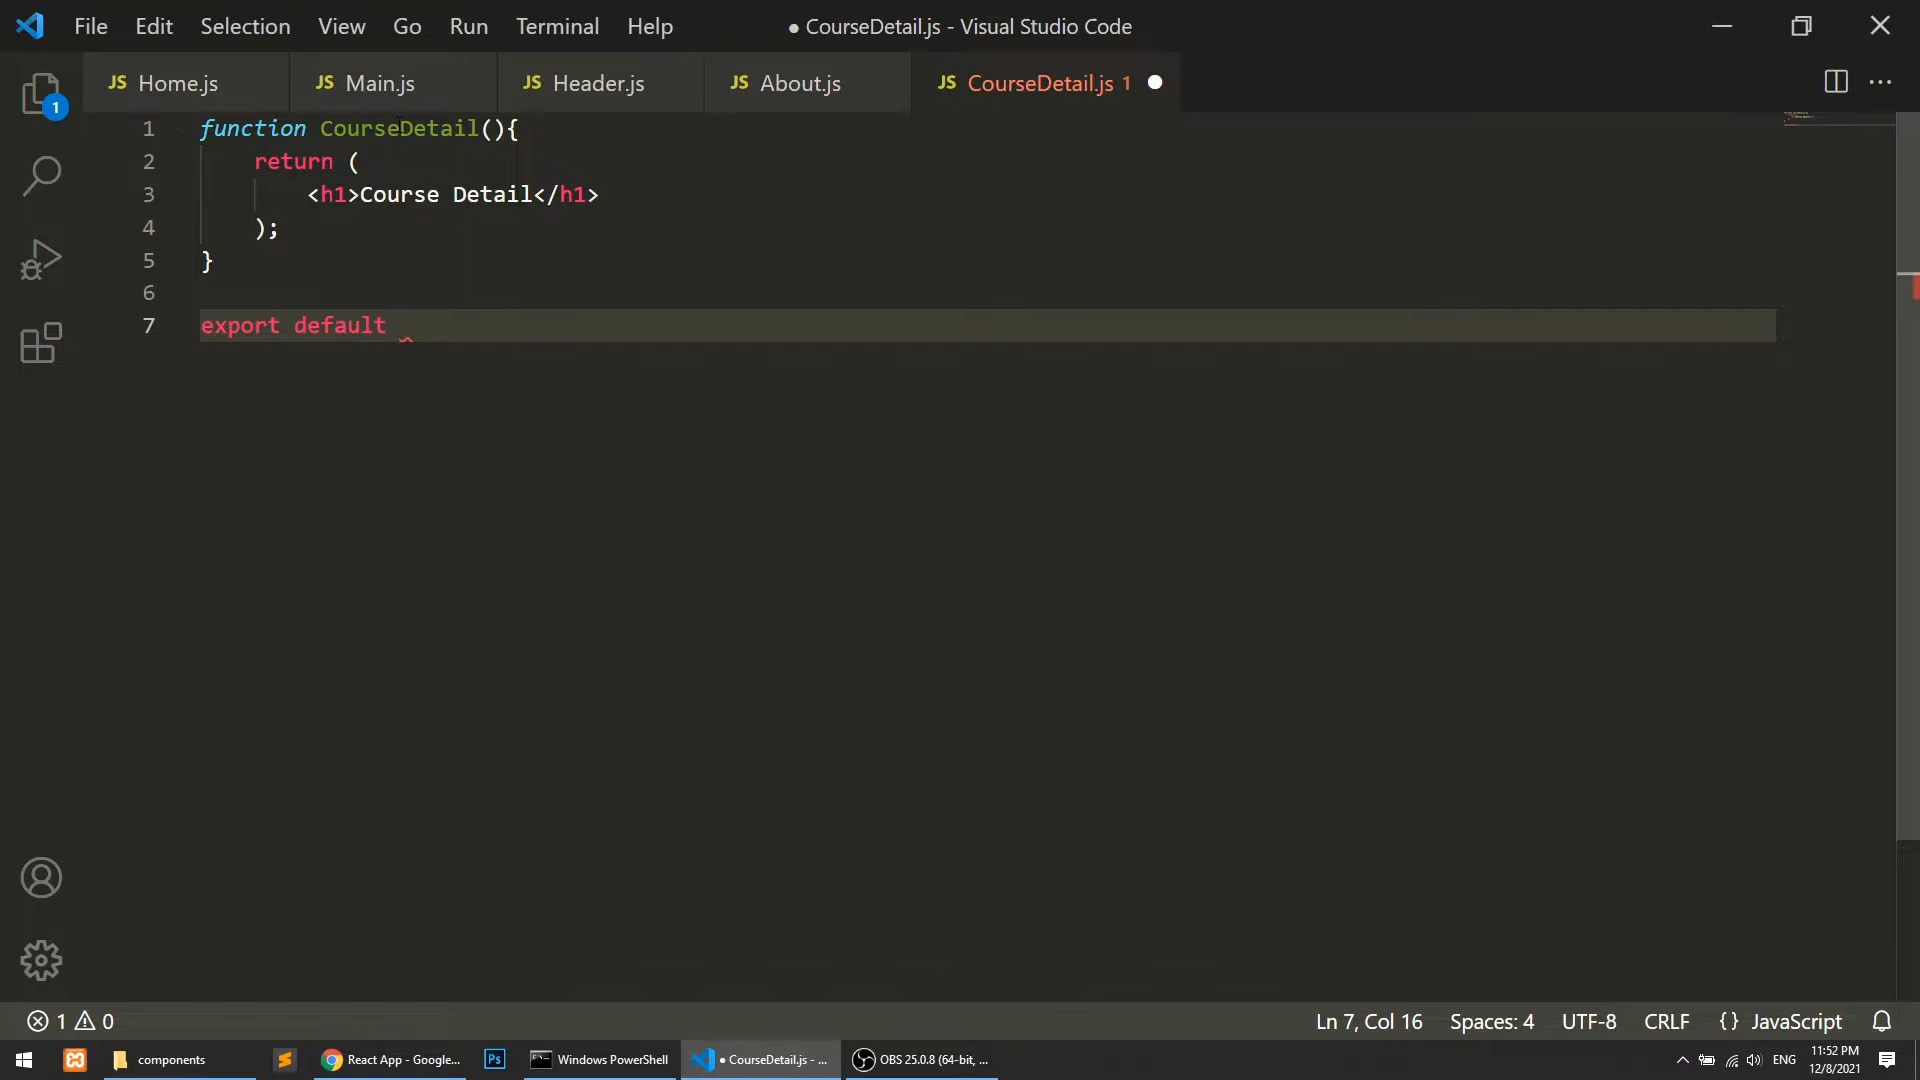 File Edit Selection View Go Run Terminal Help ● CourseDetail.js - Visual Studio Code
JS Home.js JS Main.js JS Header.js JS About.js JS CourseDetail.js 1
1
1 function CourseDetail(){
2 return (
3 <h1>Course Detail</h1>
4 );
5 }
6
7 export default
1 0 Ln 7, Col 16 Spaces: 4 UTF-8 CRLF {} JavaScript
components React App - Google... Ps Windows PowerShell ● CourseDetail.js - ... OBS 25.0.8 (64-bit, ... ENG 11:52 PM
12/8/2021